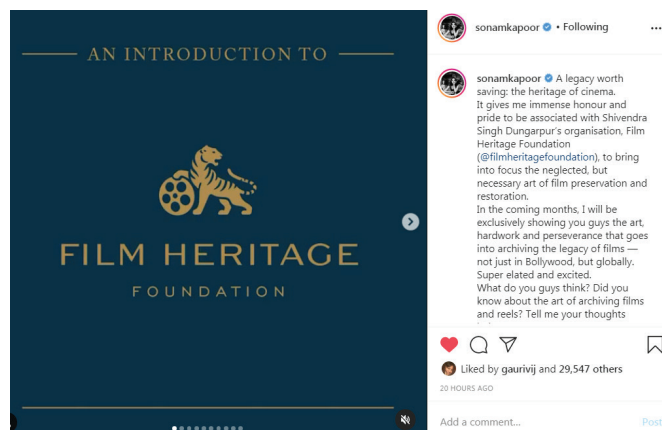 AN INTRODUCTION TO
FILM HERITAGE
FOUNDATION
sonamkapoor • Following
sonamkapoor A legacy worth
saving: the heritage of cinema.
It gives me immense honour and
pride to be associated with Shivendra
Singh Dungarpur's organisation, Film
Heritage Foundation
(@filmheritagefoundation), to bring
into focus the neglected, but
necessary art of film preservation and
restoration.
In the coming months, I will be
exclusively showing you guys the art,
hardwork and perseverance that goes
into archiving the legacy of films —
not just in Bollywood, but globally.
Super elated and excited.
What do you guys think? Did you
know about the art of archiving films
and reels? Tell me your thoughts
Liked by gaurivij and 29,547 others
20 HOURS AGO
Add a comment...
Post